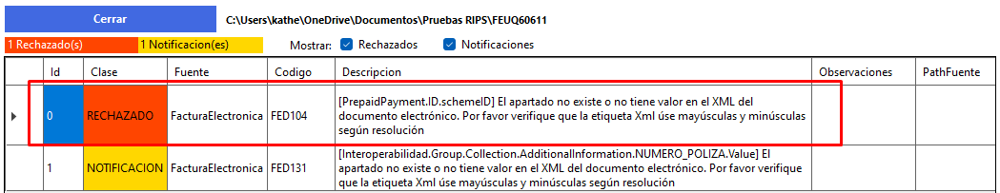 Cerrar C:\Users\kathe\OneDrive\Documentos\Pruebas RIPS\FEUQ60611
1 Rechazado(s) 1 Notificacion(es) Mostrar: Rechazados Notificaciones
Id Clase Fuente Codigo Descripcion Observaciones PathFuente
0 RECHAZADO FacturaElectronica FED104 [PrepaidPayment.ID.schemeID] El apartado no existe o no tiene valor en el XML del
documento electrónico. Por favor verifique que la etiqueta Xml úse mayúsculas y minúsculas
según resolución
1 NOTIFICACION FacturaElectronica FED131 [Interoperabilidad.Group.Collection.AdditionalInformation.NUMERO_POLIZA.Value] El
apartado no existe o no tiene valor en el XML del documento electrónico. Por favor verifique
que la etiqueta Xml úse mayúsculas y minúsculas según resolución